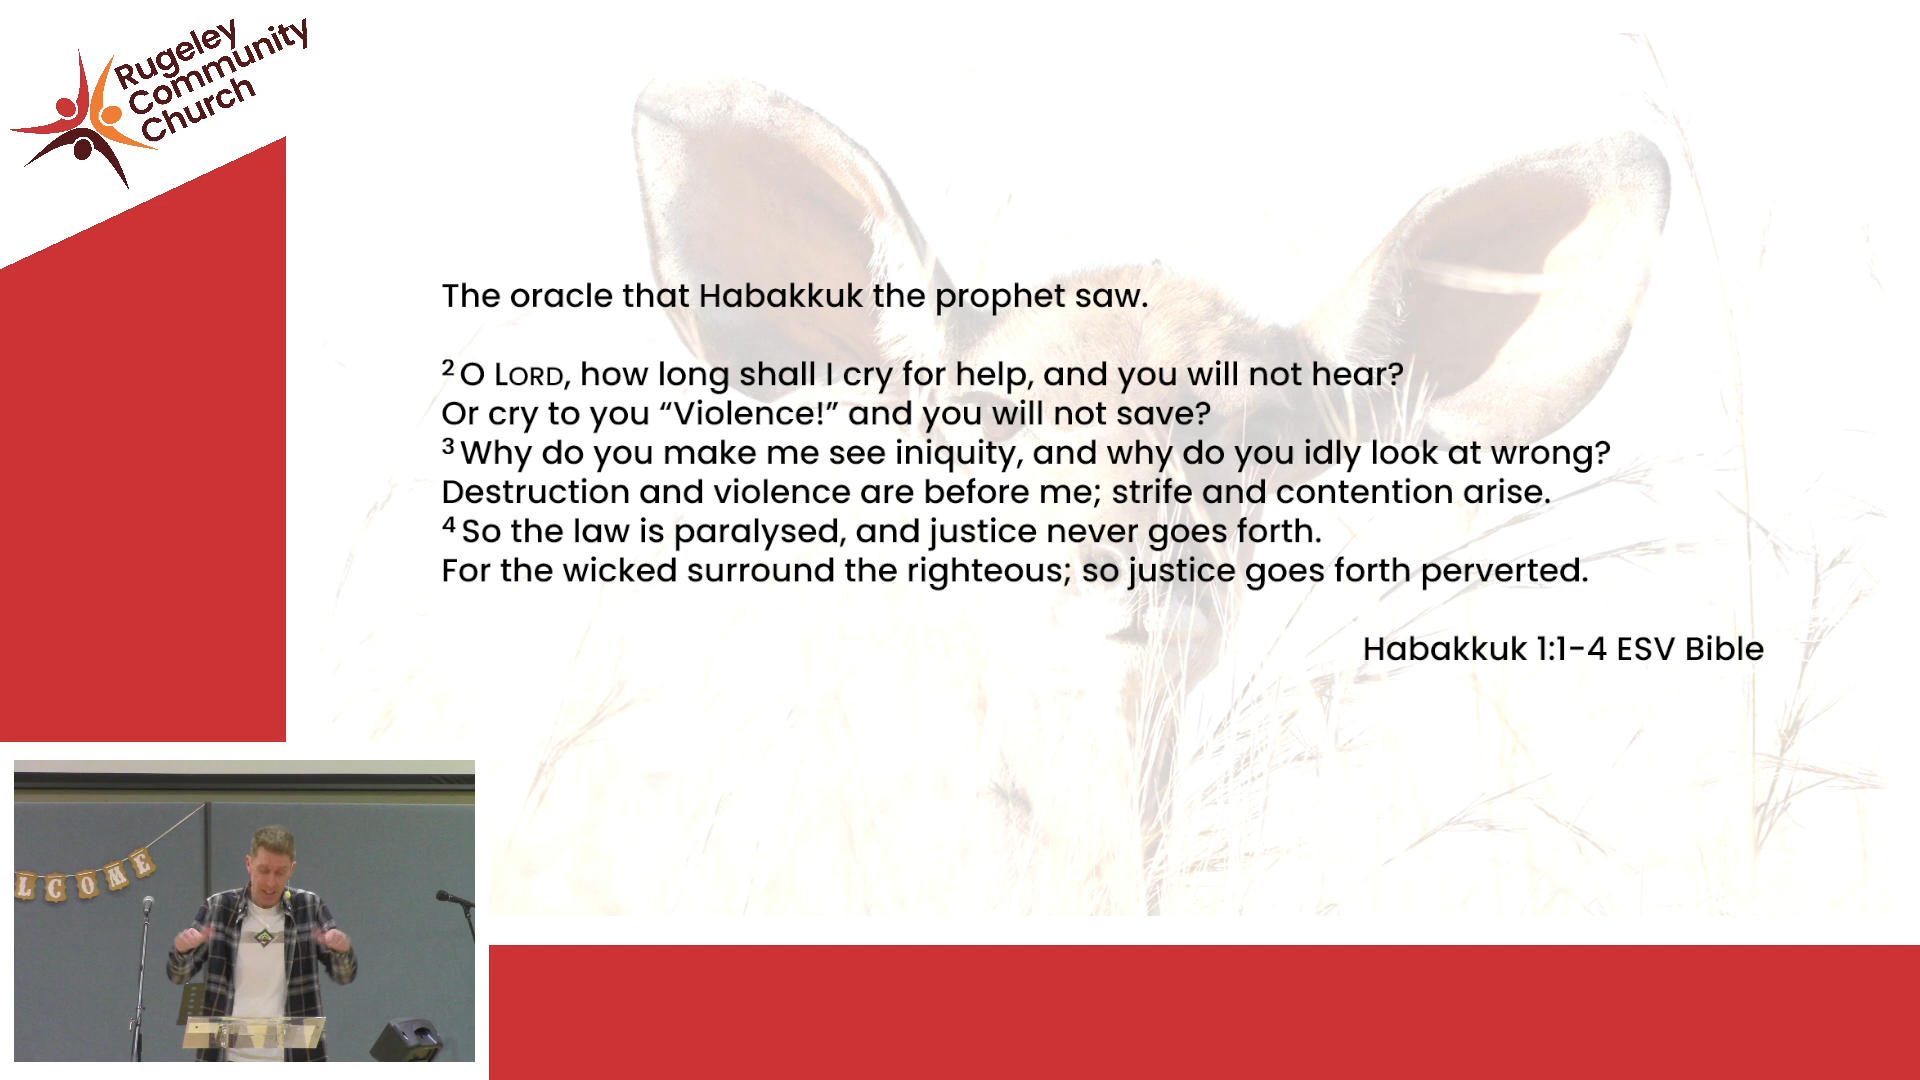 Rugeley
Community
Church
The oracle that Habakkuk the prophet saw.
² O LORD, how long shall I cry for help, and you will not hear?
Or cry to you “Violence!” and you will not save?
³ Why do you make me see iniquity, and why do you idly look at wrong?
Destruction and violence are before me; strife and contention arise.
⁴ So the law is paralysed, and justice never goes forth.
For the wicked surround the righteous; so justice goes forth perverted.
Habakkuk 1:1-4 ESV Bible
LCOME